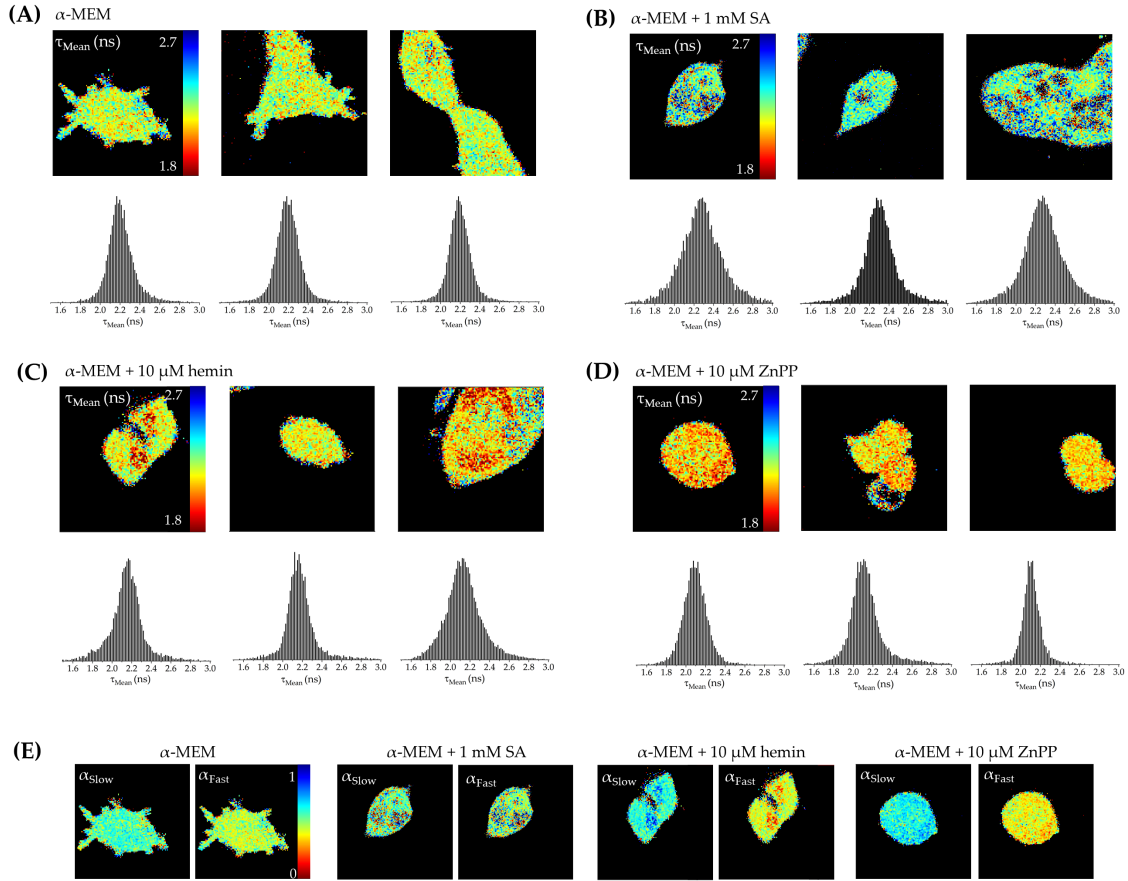 (A) α-MEM
(B) α-MEM + 1 mM SA
τMean (ns) 2.7
1.8
τMean (ns) 2.7
1.8
1.6 1.8 2.0 2.2 2.4 2.6 2.8 3.0
τMean (ns)
1.6 1.8 2.0 2.2 2.4 2.6 2.8 3.0
τMean (ns)
1.6 1.8 2.0 2.2 2.4 2.6 2.8 3.0
τMean (ns)
1.6 1.8 2.0 2.2 2.4 2.6 2.8 3.0
τMean (ns)
1.6 1.8 2.0 2.2 2.4 2.6 2.8 3.0
τMean (ns)
1.6 1.8 2.0 2.2 2.4 2.6 2.8 3.0
τMean (ns)
(C) α-MEM + 10 μM hemin
(D) α-MEM + 10 μM ZnPP
τMean (ns) 2.7
1.8
τMean (ns) 2.7
1.8
1.6 1.8 2.0 2.2 2.4 2.6 2.8 3.0
τMean (ns)
1.6 1.8 2.0 2.2 2.4 2.6 2.8 3.0
τMean (ns)
1.6 1.8 2.0 2.2 2.4 2.6 2.8 3.0
τMean (ns)
1.6 1.8 2.0 2.2 2.4 2.6 2.8 3.0
τMean (ns)
1.6 1.8 2.0 2.2 2.4 2.6 2.8 3.0
τMean (ns)
1.6 1.8 2.0 2.2 2.4 2.6 2.8 3.0
τMean (ns)
(E) α-MEM
α-MEM + 1 mM SA
α-MEM + 10 μM hemin
α-MEM + 10 μM ZnPP
αSlow
αFast 1
0
αSlow
αFast
αSlow
αFast
αSlow
αFast